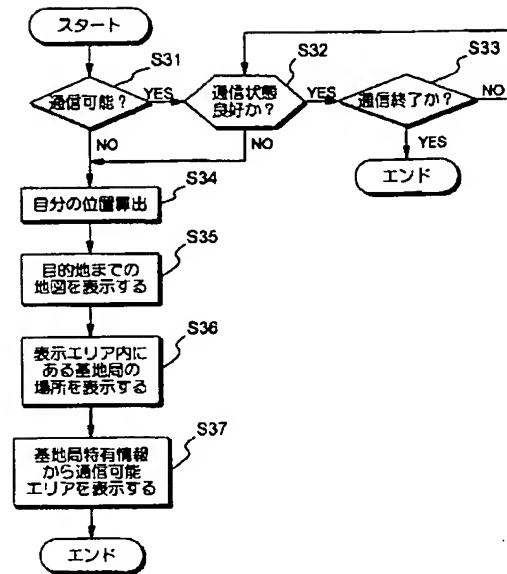 スタート
S31
通信可能？
YES
NO
S32
通信状態
良好か？
YES
NO
S33
通信終了か？
NO
YES
エンド
S34
自分の位置算出
S35
目的地までの
地図を表示する
S36
表示エリア内に
ある基地局の
場所を表示する
S37
基地局特有情報
から通信可能
エリアを表示する
エンド